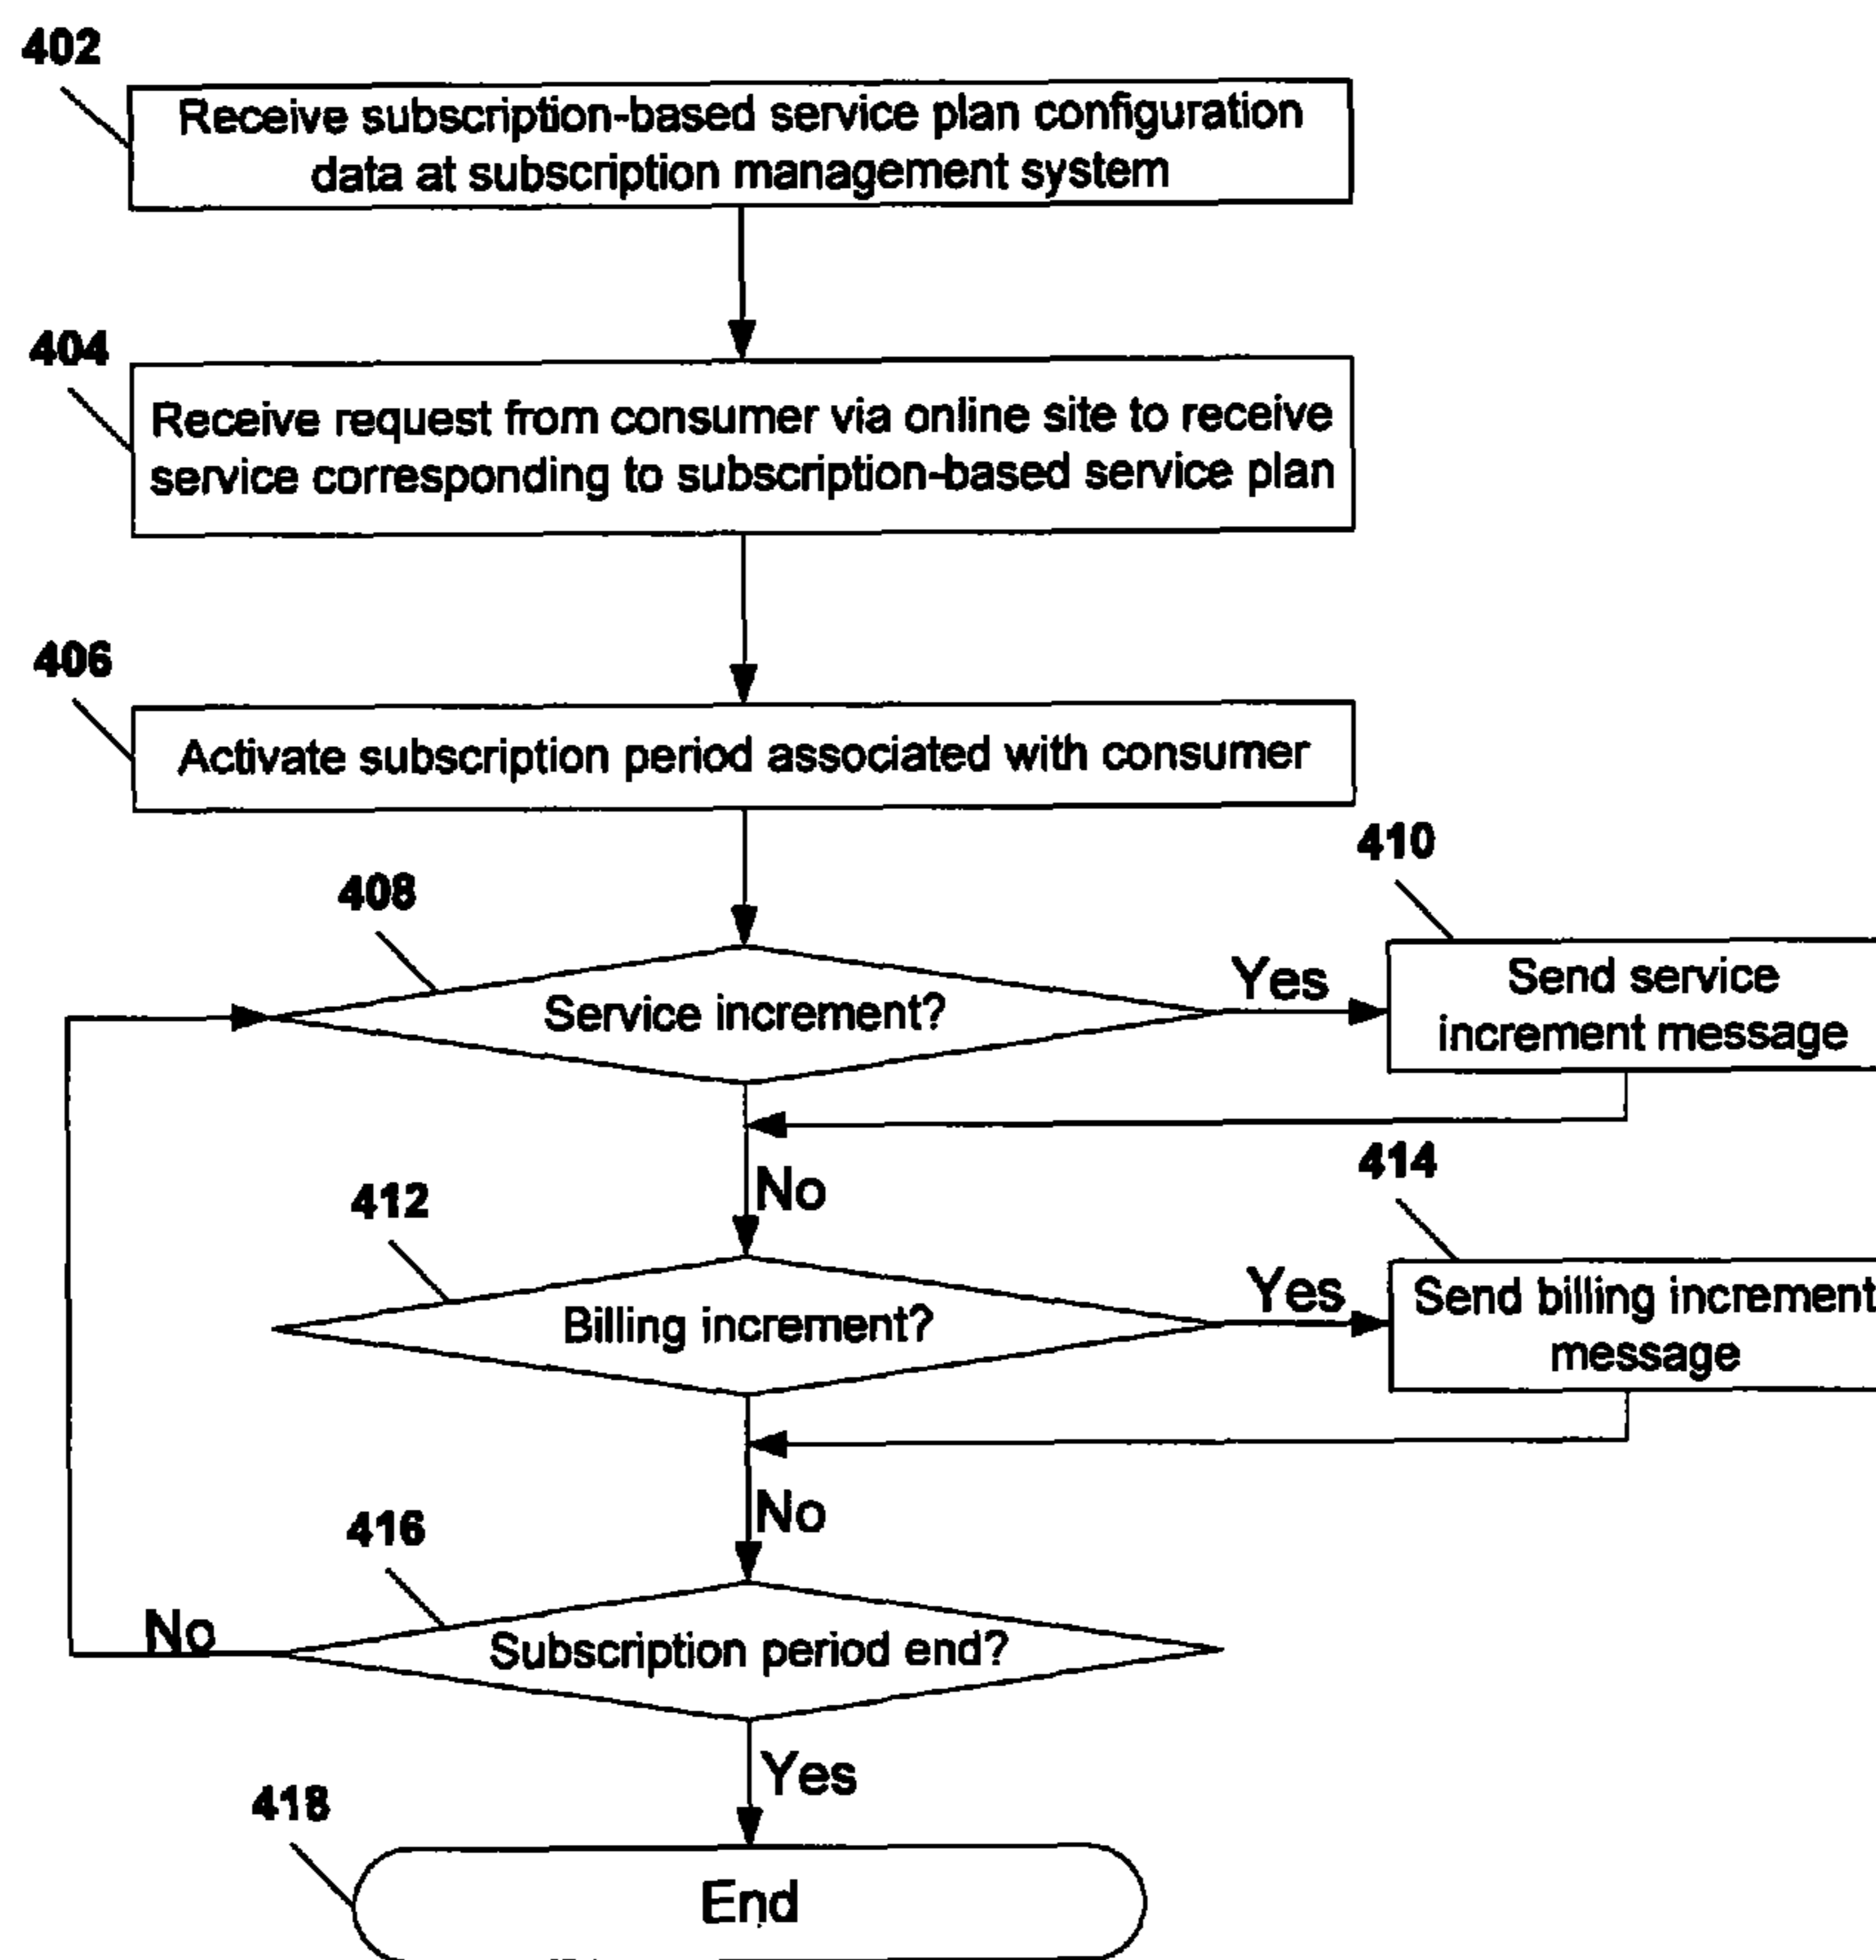 402
Receive subscription-based service plan configuration
data at subscription management system
404
Receive request from consumer via online site to receive
service corresponding to subscription-based service plan
406
Activate subscription period associated with consumer
408
Service increment?
Yes
410
Send service
increment message
No
412
Billing increment?
Yes
414
Send billing increment
message
No
416
Subscription period end?
No
Yes
418
End